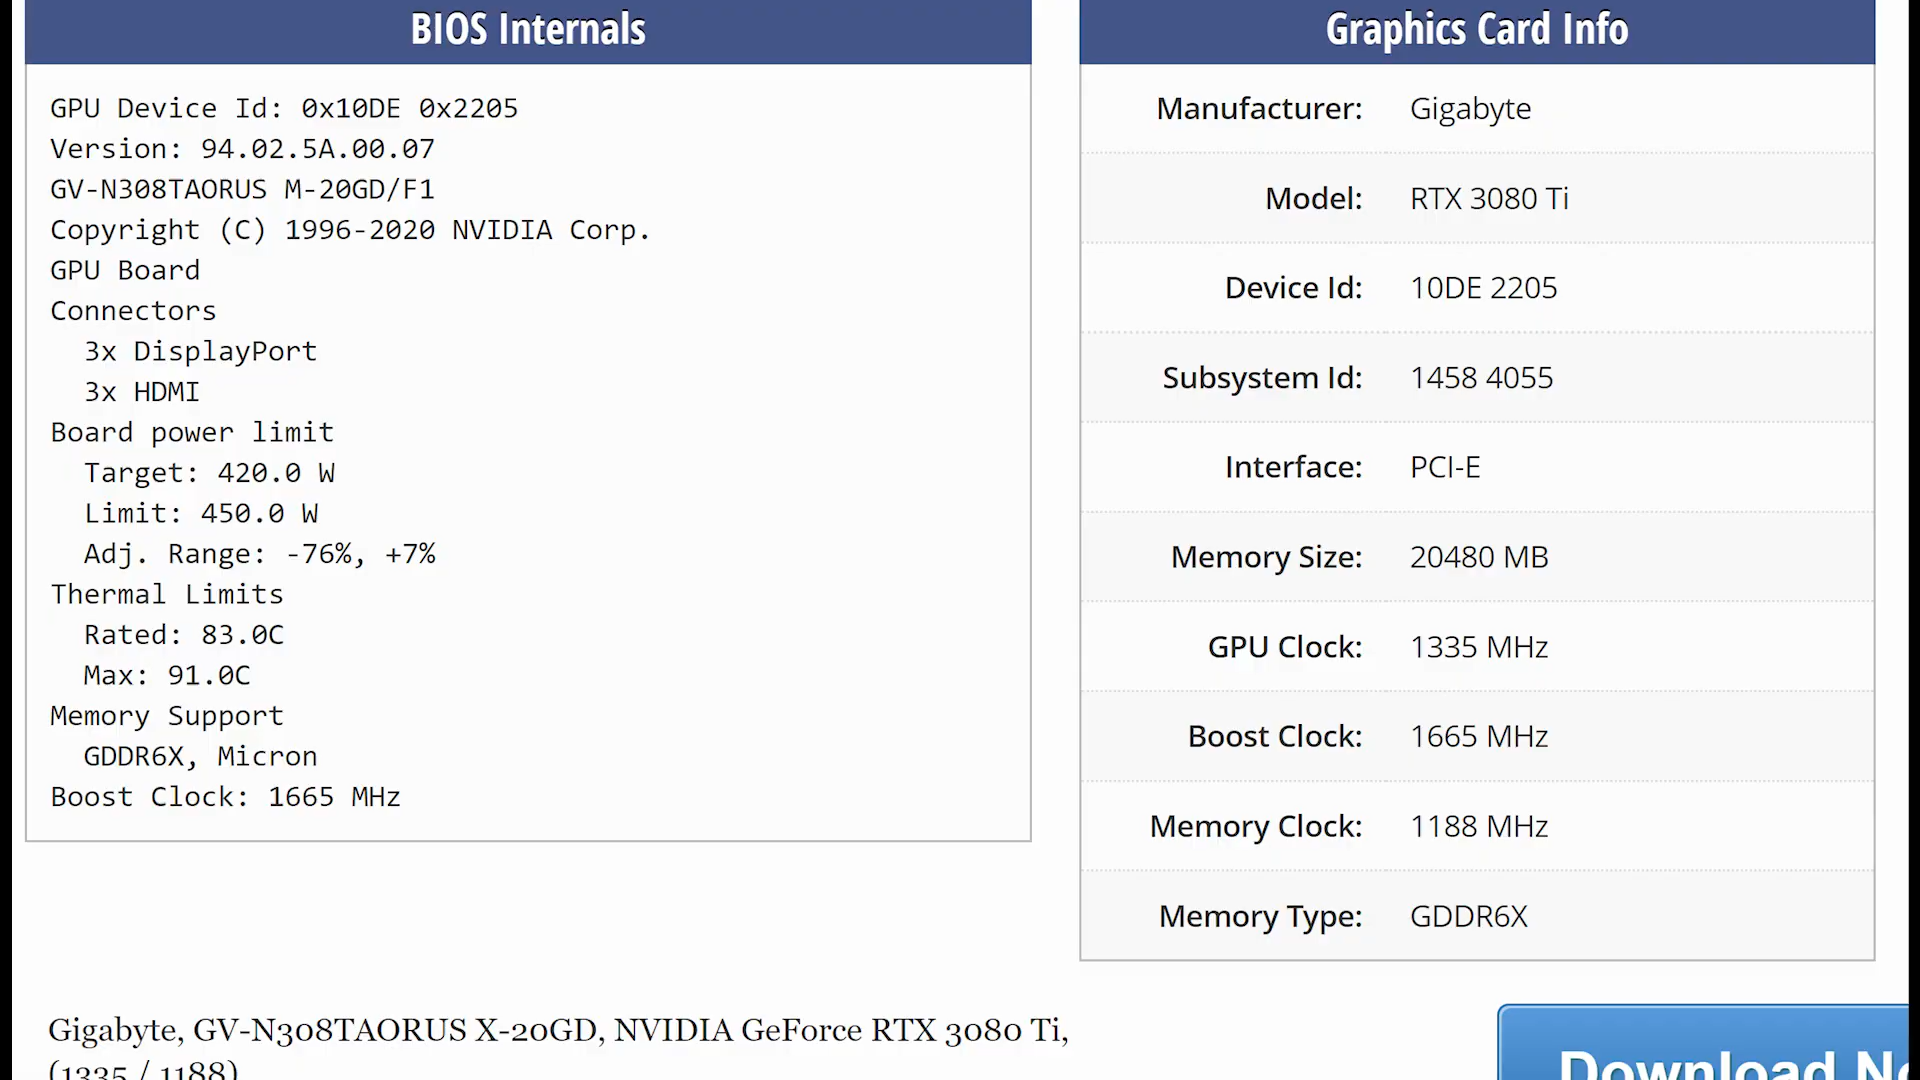 BIOS Internals
GPU Device Id: 0x10DE 0x2205
Version: 94.02.5A.00.07
GV-N308TAORUS M-20GD/F1
Copyright (C) 1996-2020 NVIDIA Corp.
GPU Board
Connectors
3x DisplayPort
3x HDMI
Board power limit
Target: 420.0 W
Limit: 450.0 W
Adj. Range: -76%, +7%
Thermal Limits
Rated: 83.0C
Max: 91.0C
Memory Support
GDDR6X, Micron
Boost Clock: 1665 MHz
Graphics Card Info
Manufacturer: Gigabyte
Model: RTX 3080 Ti
Device Id: 10DE 2205
Subsystem Id: 1458 4055
Interface: PCI-E
Memory Size: 20480 MB
GPU Clock: 1335 MHz
Boost Clock: 1665 MHz
Memory Clock: 1188 MHz
Memory Type: GDDR6X
Gigabyte, GV-N308TAORUS X-20GD, NVIDIA GeForce RTX 3080 Ti,
(1335 / 1188)
Download